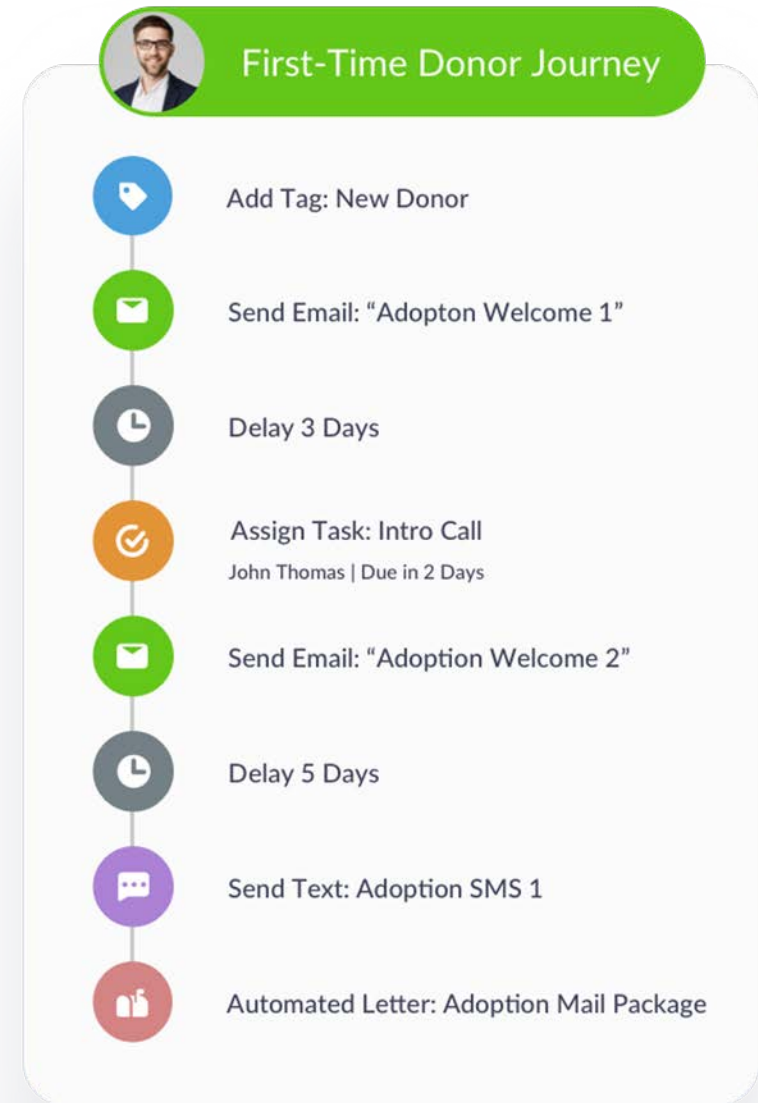 First-Time Donor Journey
Add Tag: New Donor
Send Email: “Adopton Welcome 1”
Delay 3 Days
Assign Task: Intro Call
John Thomas | Due in 2 Days
Send Email: “Adoption Welcome 2”
Delay 5 Days
Send Text: Adoption SMS 1
Automated Letter: Adoption Mail Package